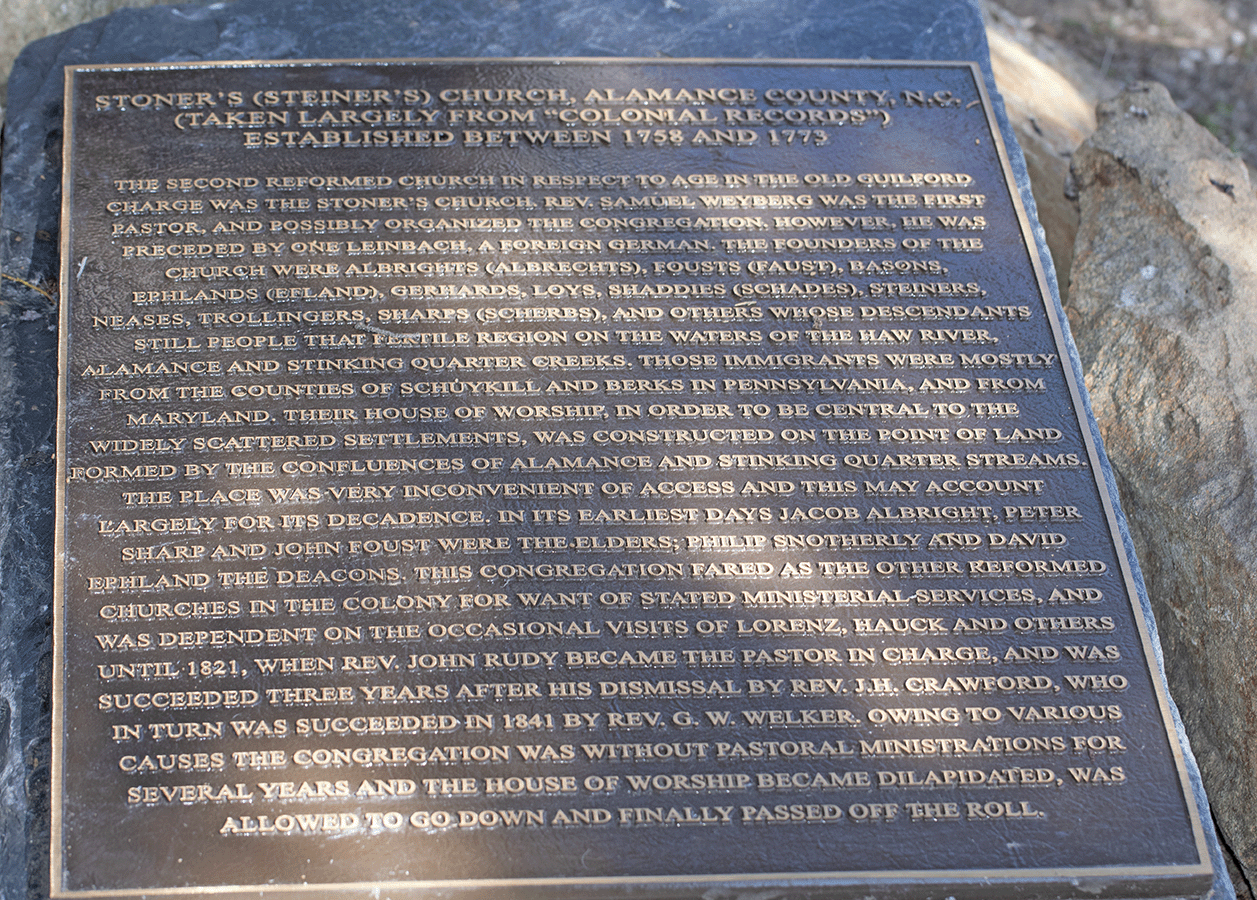 STONER'S (STEINER'S) CHURCH, ALAMANCE COUNTY, N.C.
(TAKEN LARGELY FROM "COLONIAL RECORDS")
ESTABLISHED BETWEEN 1758 AND 1773
THE SECOND REFORMED CHURCH IN RESPECT TO AGE IN THE OLD GUILFORD
CHARGE WAS THE STONER'S CHURCH. REV. SAMUEL WEYBERG WAS THE FIRST
PASTOR, AND POSSIBLY ORGANIZED THE CONGREGATION, HOWEVER, HE WAS
PRECEDED BY ONE LEINBACH, A FOREIGN GERMAN. THE FOUNDERS OF THE
CHURCH WERE ALBRIGHTS (ALBRECHTS), FOUSTS (FAUST), BASONS,
EPHLANDS (EFLAND), GERHARDS, LOYS, SHADDIES (SCHADES), STEINERS,
NEASES, TROLLINGERS, SHARPS (SCHERBS), AND OTHERS WHOSE DESCENDANTS
STILL PEOPLE THAT FERTILE REGION ON THE WATERS OF THE HAW RIVER,
ALAMANCE AND STINKING QUARTER CREEKS. THOSE IMMIGRANTS WERE MOSTLY
FROM THE COUNTIES OF SCHUYKILL AND BERKS IN PENNSYLVANIA, AND FROM
MARYLAND. THEIR HOUSE OF WORSHIP, IN ORDER TO BE CENTRAL TO THE
WIDELY SCATTERED SETTLEMENTS, WAS CONSTRUCTED ON THE POINT OF LAND
FORMED BY THE CONFLUENCES OF ALAMANCE AND STINKING QUARTER STREAMS.
THE PLACE WAS VERY INCONVENIENT OF ACCESS AND THIS MAY ACCOUNT
LARGELY FOR ITS DECADENCE. IN ITS EARLIEST DAYS JACOB ALBRIGHT, PETER
SHARP AND JOHN FOUST WERE THE ELDERS; PHILIP SNOTHERLY AND DAVID
EPHLAND THE DEACONS. THIS CONGREGATION FARED AS THE OTHER REFORMED
CHURCHES IN THE COLONY FOR WANT OF STATED MINISTERIAL SERVICES, AND
WAS DEPENDENT ON THE OCCASIONAL VISITS OF LORENZ, HAUCK AND OTHERS
UNTIL 1821, WHEN REV. JOHN RUDY BECAME THE PASTOR IN CHARGE, AND WAS
SUCCEEDED THREE YEARS AFTER HIS DISMISSAL BY REV. J.H. CRAWFORD, WHO
IN TURN WAS SUCCEEDED IN 1841 BY REV. G. W. WELKER. OWING TO VARIOUS
CAUSES THE CONGREGATION WAS WITHOUT PASTORAL MINISTRATIONS FOR
SEVERAL YEARS AND THE HOUSE OF WORSHIP BECAME DILAPIDATED, WAS
ALLOWED TO GO DOWN AND FINALLY PASSED OFF THE ROLL.